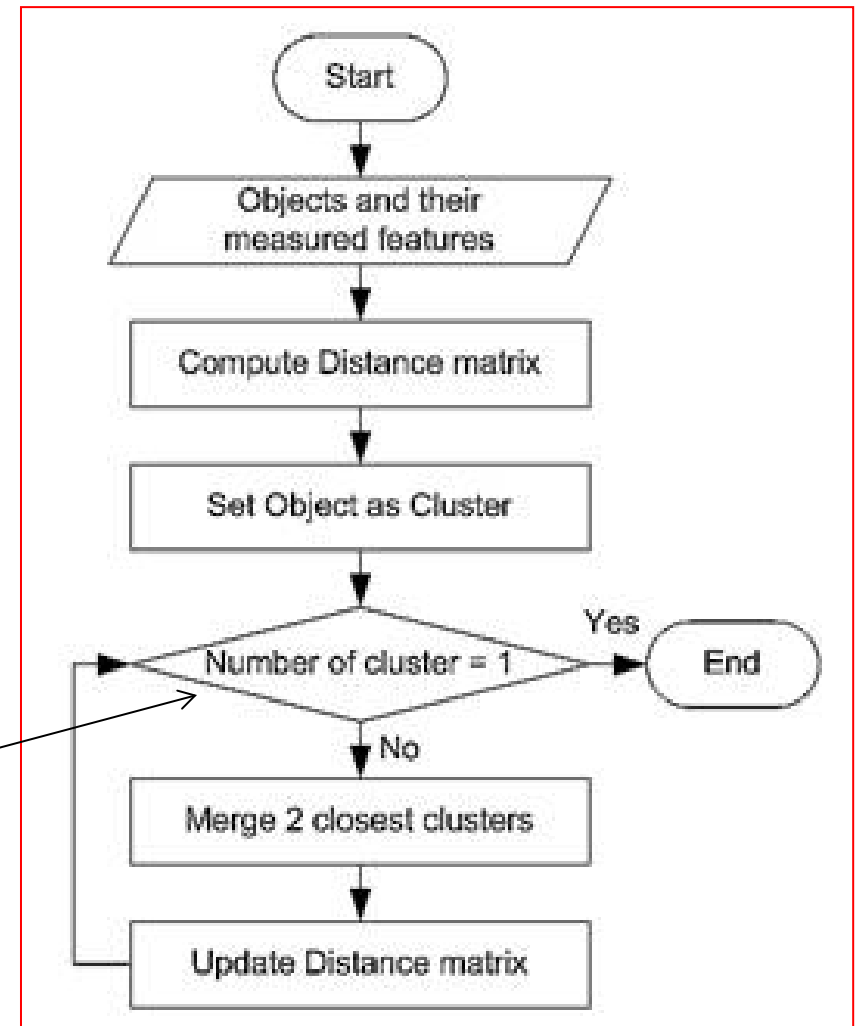 Start
Objects and their
measured features
Compute Distance matrix
Set Object as Cluster
Number of cluster = 1
Yes
End
No
Merge 2 closest clusters
Update Distance matrix